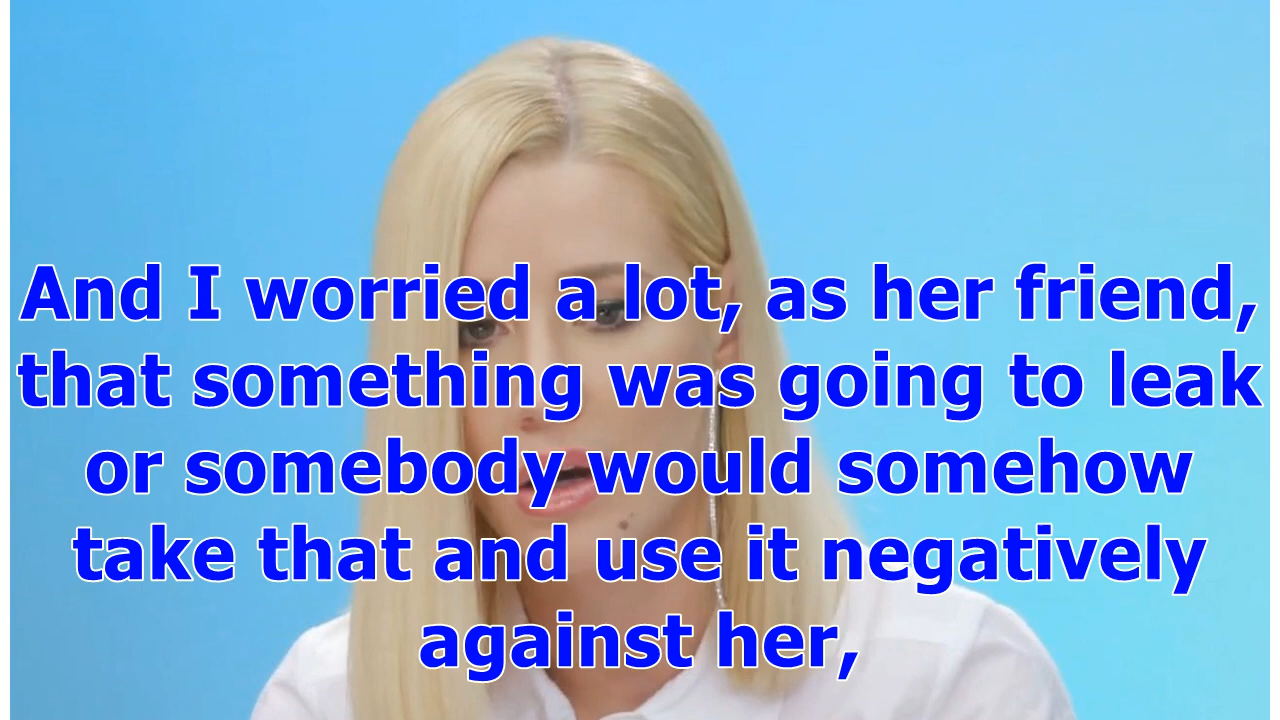 And I worried a lot, as her friend,
that something was going to leak
or somebody would somehow
take that and use it negatively
against her,